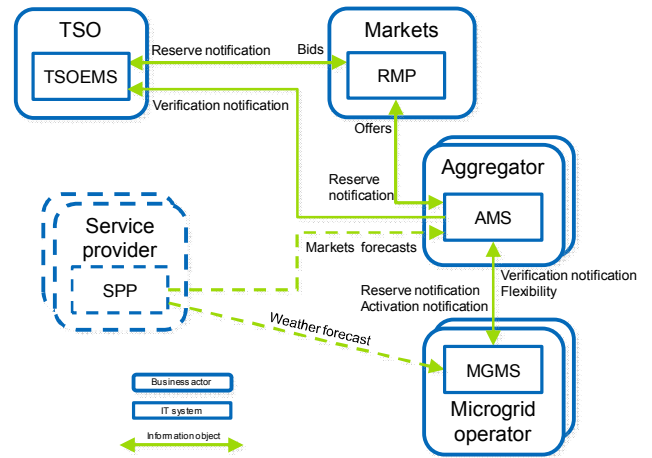 TSO
TSOEMS
Reserve notification
Bids
Verification notification
Markets
RMP
Offers
Reserve
notification
Aggregator
AMS
Service
provider
SPP
Markets forecasts
Weather forecast
Verification notification
Flexibility
Reserve notification
Activation notification
MGMS
Microgrid
operator
Business actor
IT system
Information object